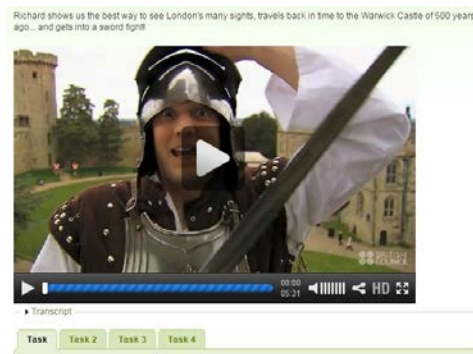 Richard shows us the best way to see London's many sights, travels back in time to the Warwick Castle of 500 years
ago... and gets into a sword fight!
BRITISH
COUNCIL
00:00
05:31
HD
Transcript
Task
Task 2
Task 3
Task 4